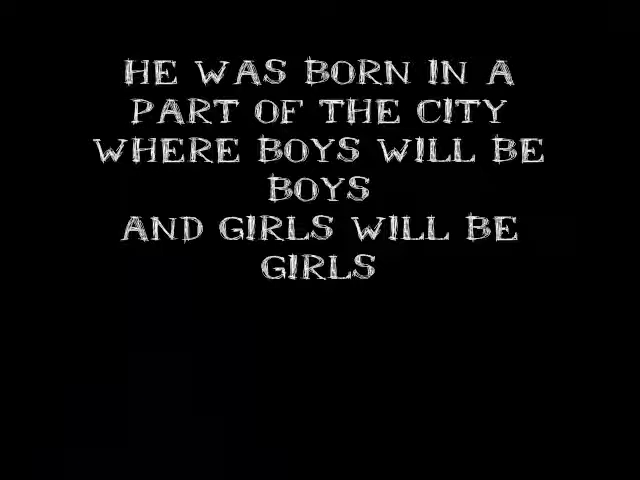 HE WAS BORN IN A
PART OF THE CITY
WHERE BOYS WILL BE
BOYS
AND GIRLS WILL BE
GIRLS